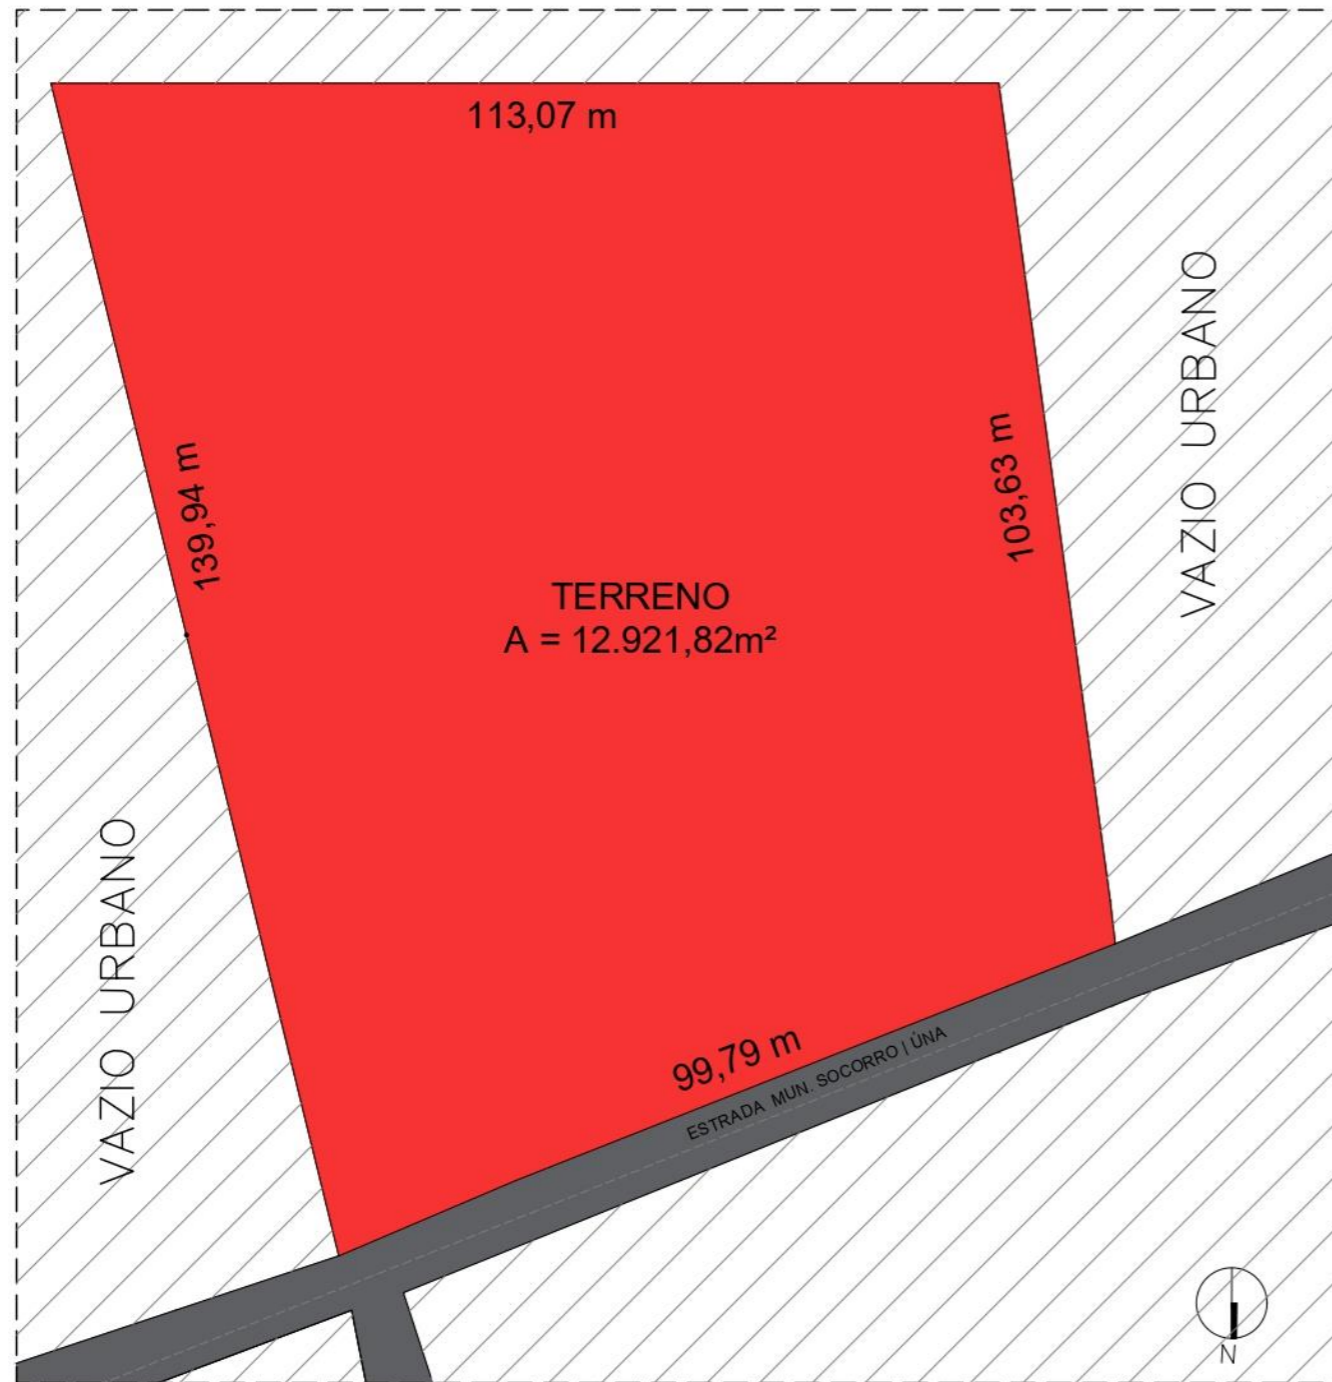 113,07 m
VAZIO URBANO
139,94 m
103,63 m
TERRENO
A = 12.921,82m²
VAZIO URBANO
99,79 m
ESTRADA MUN. SOCORRO | ÚNA
N